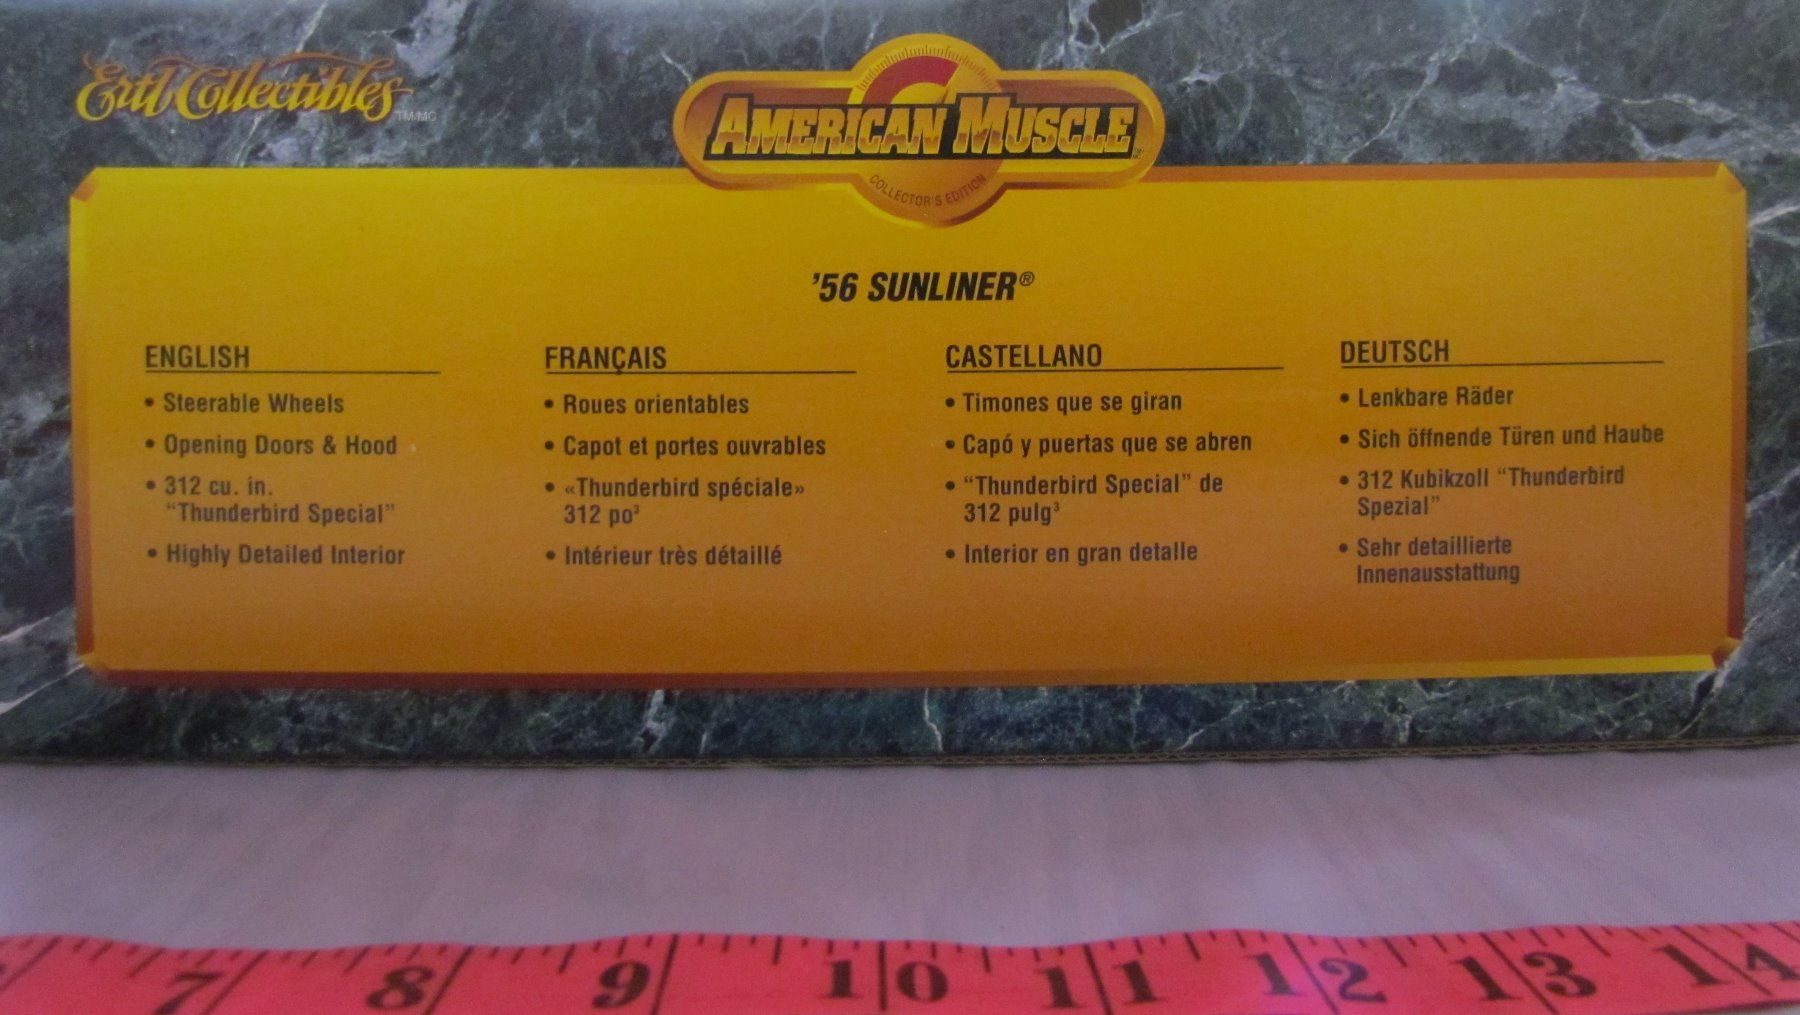 Ertl Collectibles TM/MC
AMERICAN MUSCLE
COLLECTOR'S EDITION
'56 SUNLINER®
ENGLISH
• Steerable Wheels
• Opening Doors & Hood
• 312 cu. in.
"Thunderbird Special"
• Highly Detailed Interior
FRANÇAIS
• Roues orientables
• Capot et portes ouvrables
• «Thunderbird spéciale»
312 po³
• Intérieur très détaillé
CASTELLANO
• Timones que se giran
• Capó y puertas que se abren
• "Thunderbird Special" de
312 pulg³
• Interior en gran detalle
DEUTSCH
• Lenkbare Räder
• Sich öffnende Türen und Haube
• 312 Kubikzoll "Thunderbird
Spezial"
• Sehr detaillierte
Innenausstattung
7 8 9 10 11 12 13 14